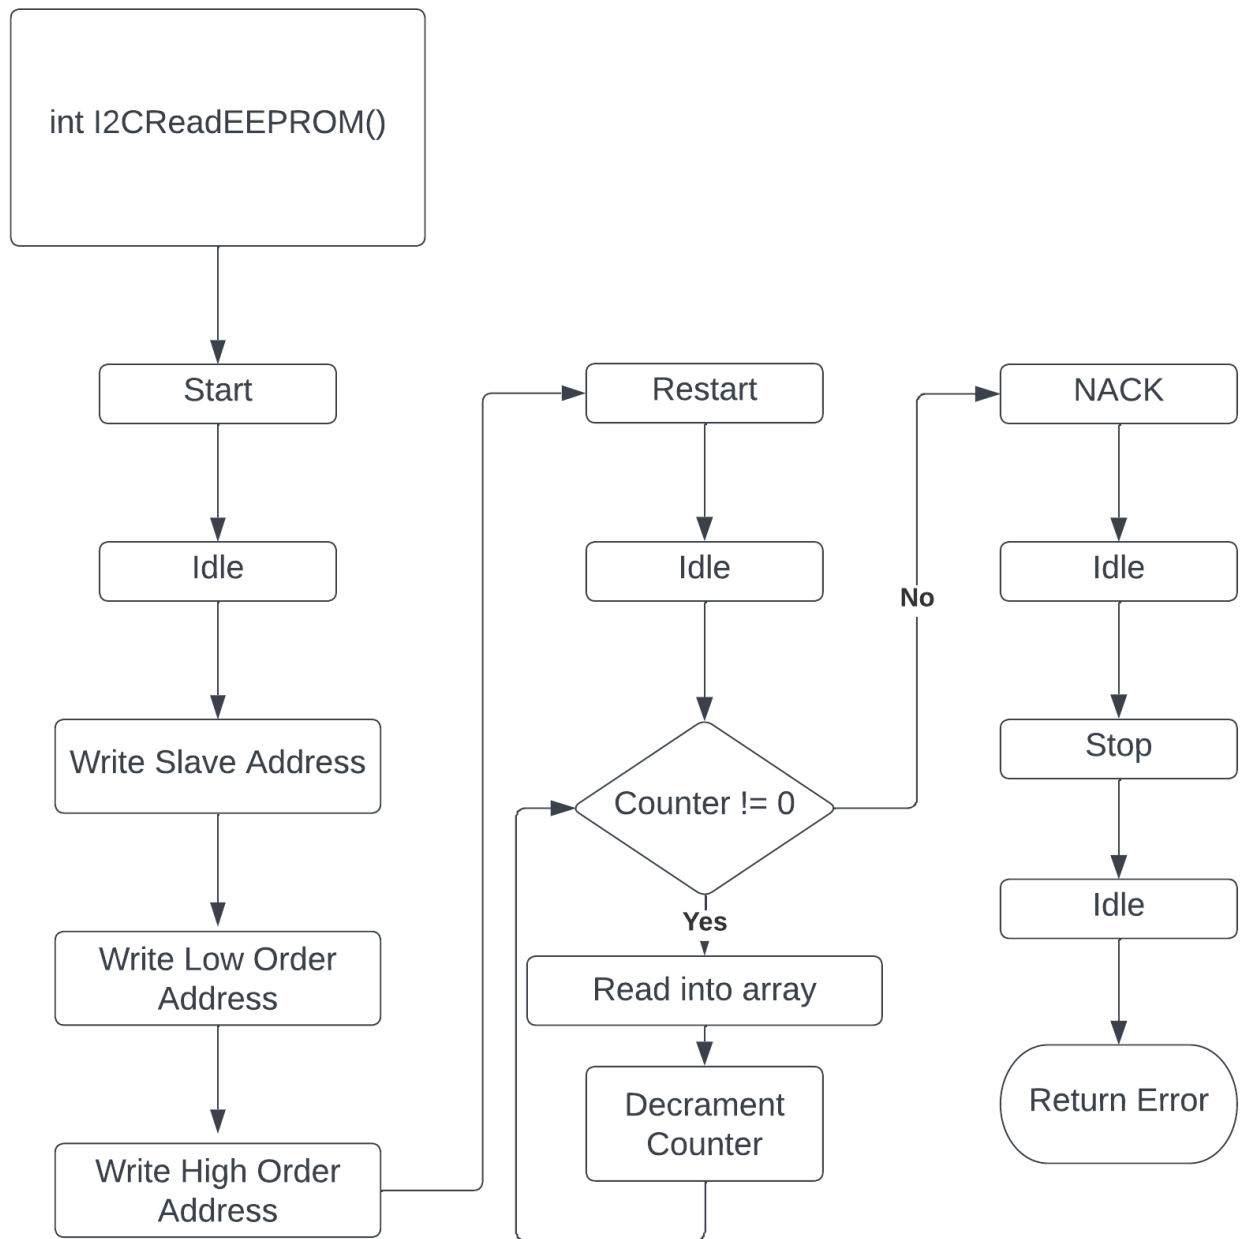 int I2CReadEEPROM()
Start
Idle
Write Slave Address
Write Low Order
Address
Write High Order
Address
Restart
Idle
Counter != 0
Yes
Read into array
Decrament
Counter
No
NACK
Idle
Stop
Idle
Return Error